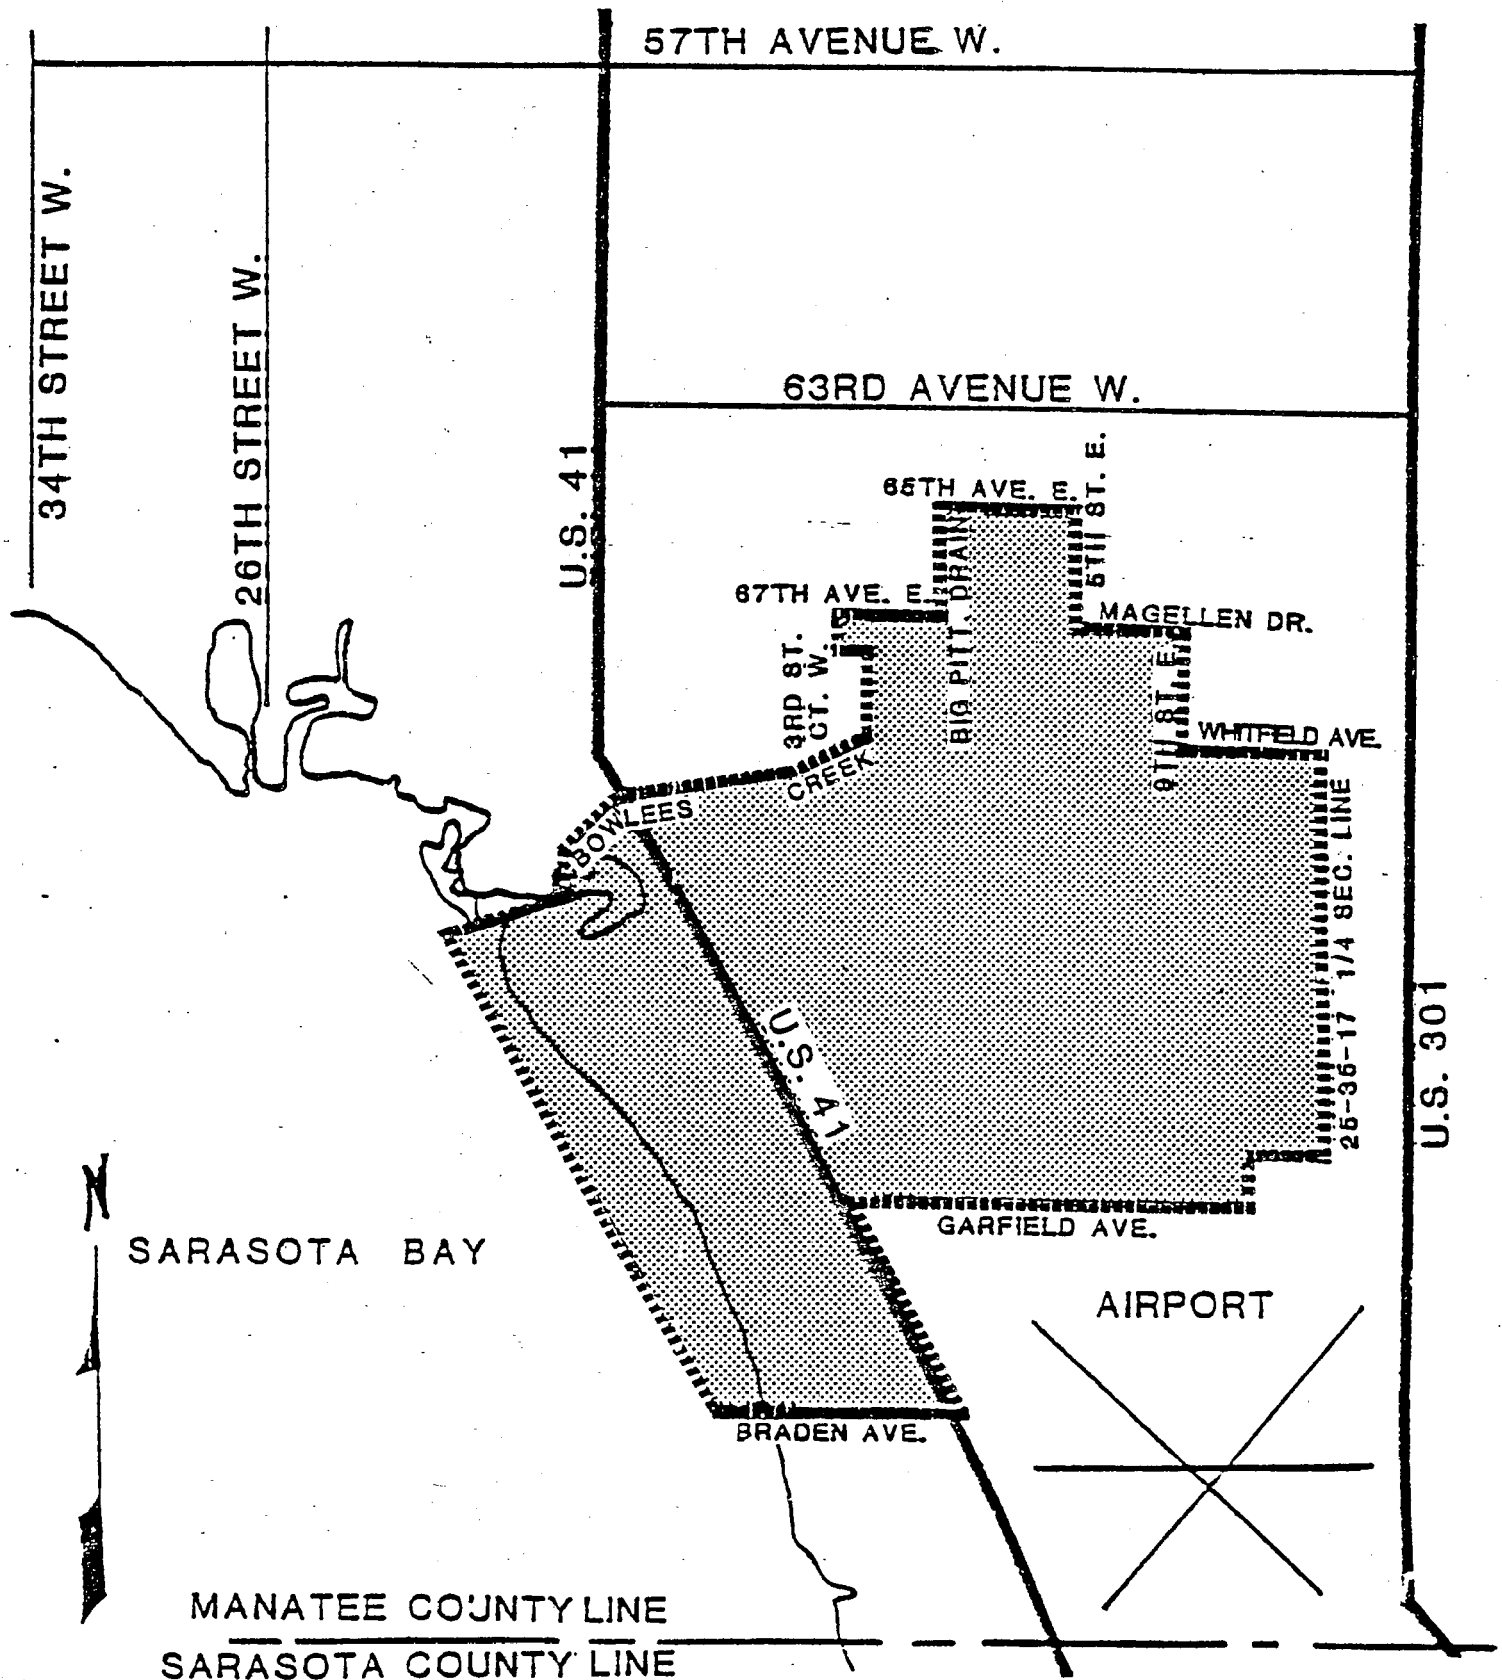 57TH AVENUE W.
34TH STREET W.
26TH STREET W.
63RD AVENUE W.
U.S. 41
65TH AVE. E.
5TH ST. E.
67TH AVE. E.
BIG PITT. DRAIN
MAGELLEN DR.
3RD ST.
CT. W.
9TH ST. E.
WHITFIELD AVE.
BOWLEES CREEK
25-35-17 1/4 SEC. LINE
U.S. 301
U.S. 41
N
GARFIELD AVE.
SARASOTA BAY
AIRPORT
BRADEN AVE.
MANATEE COUNTY LINE
SARASOTA COUNTY LINE